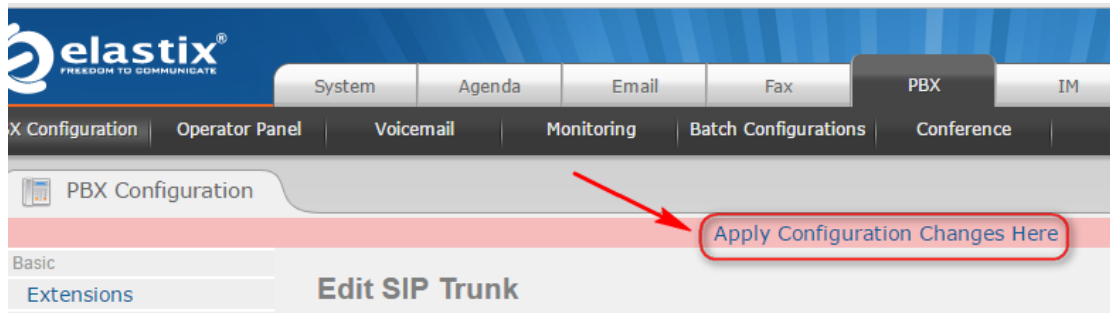 elastix®
FREEDOM TO COMMUNICATE
System Agenda Email Fax PBX IM
X Configuration Operator Panel Voicemail Monitoring Batch Configurations Conference
PBX Configuration
Apply Configuration Changes Here
Basic
Extensions
Edit SIP Trunk